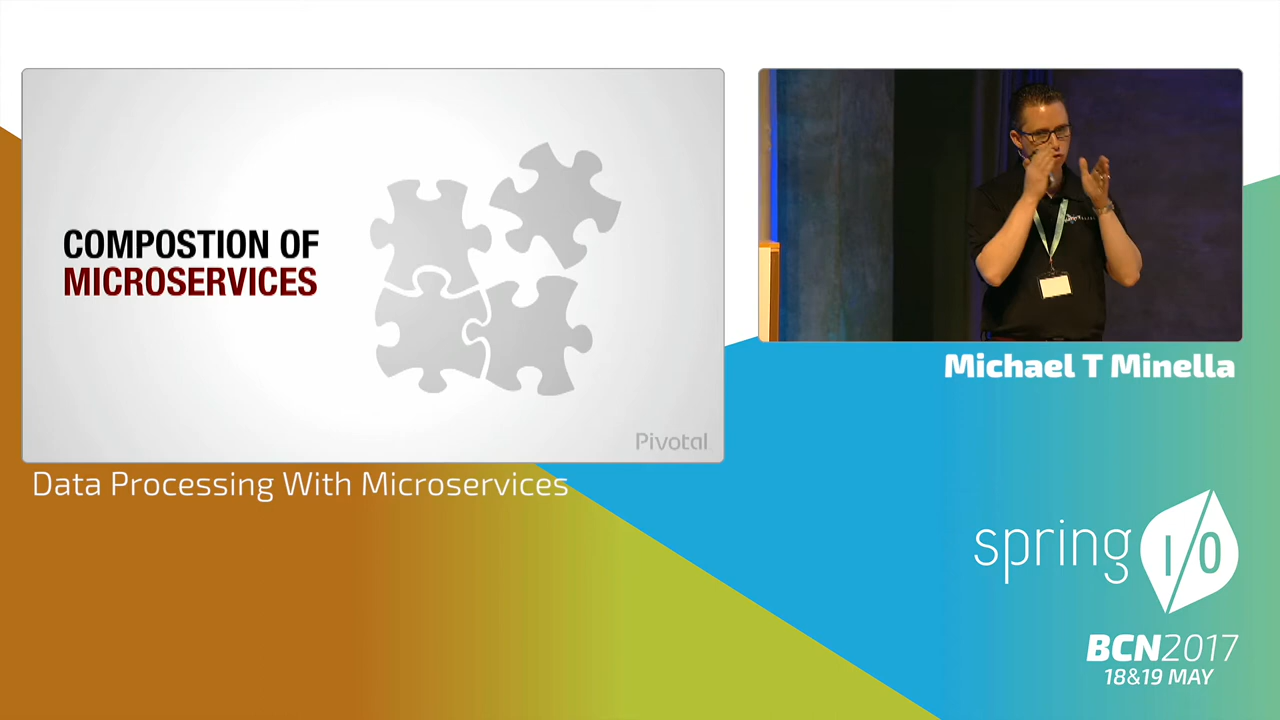 COMPOSTION OF
MICROSERVICES
Pivotal
Michael T Minella
Data Processing With Microservices
spring I/O
BCN2017
18&19 MAY